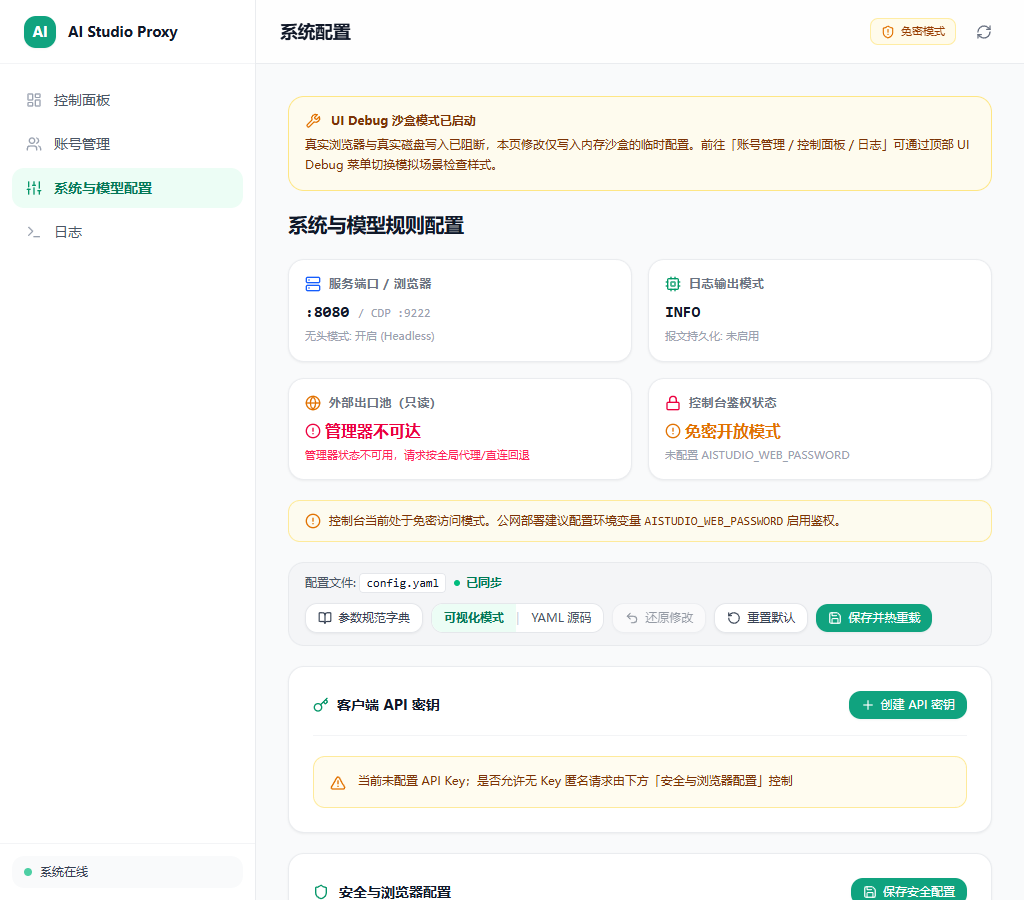 AI
AI Studio Proxy
控制面板
账号管理
系统与模型配置
日志
系统在线
系统配置
免密模式
UI Debug 沙盒模式已启动
真实浏览器与真实磁盘写入已阻断，本页修改仅写入内存沙盒的临时配置。前往「账号管理 / 控制面板 / 日志」可通过顶部 UI
Debug 菜单切换模拟场景检查样式。
系统与模型规则配置
服务端口 / 浏览器
:8080 / CDP :9222
无头模式: 开启 (Headless)
日志输出模式
INFO
报文持久化: 未启用
外部出口池（只读）
管理器不可达
管理器状态不可用，请求按全局代理/直连回退
控制台鉴权状态
免密开放模式
未配置 AISTUDIO_WEB_PASSWORD
控制台当前处于免密访问模式。公网部署建议配置环境变量 AISTUDIO_WEB_PASSWORD 启用鉴权。
配置文件: config.yaml 已同步
参数规范字典
可视化模式
YAML 源码
还原修改
重置默认
保存并热重载
客户端 API 密钥
创建 API 密钥
当前未配置 API Key；是否允许无 Key 匿名请求由下方「安全与浏览器配置」控制
安全与浏览器配置
保存安全配置